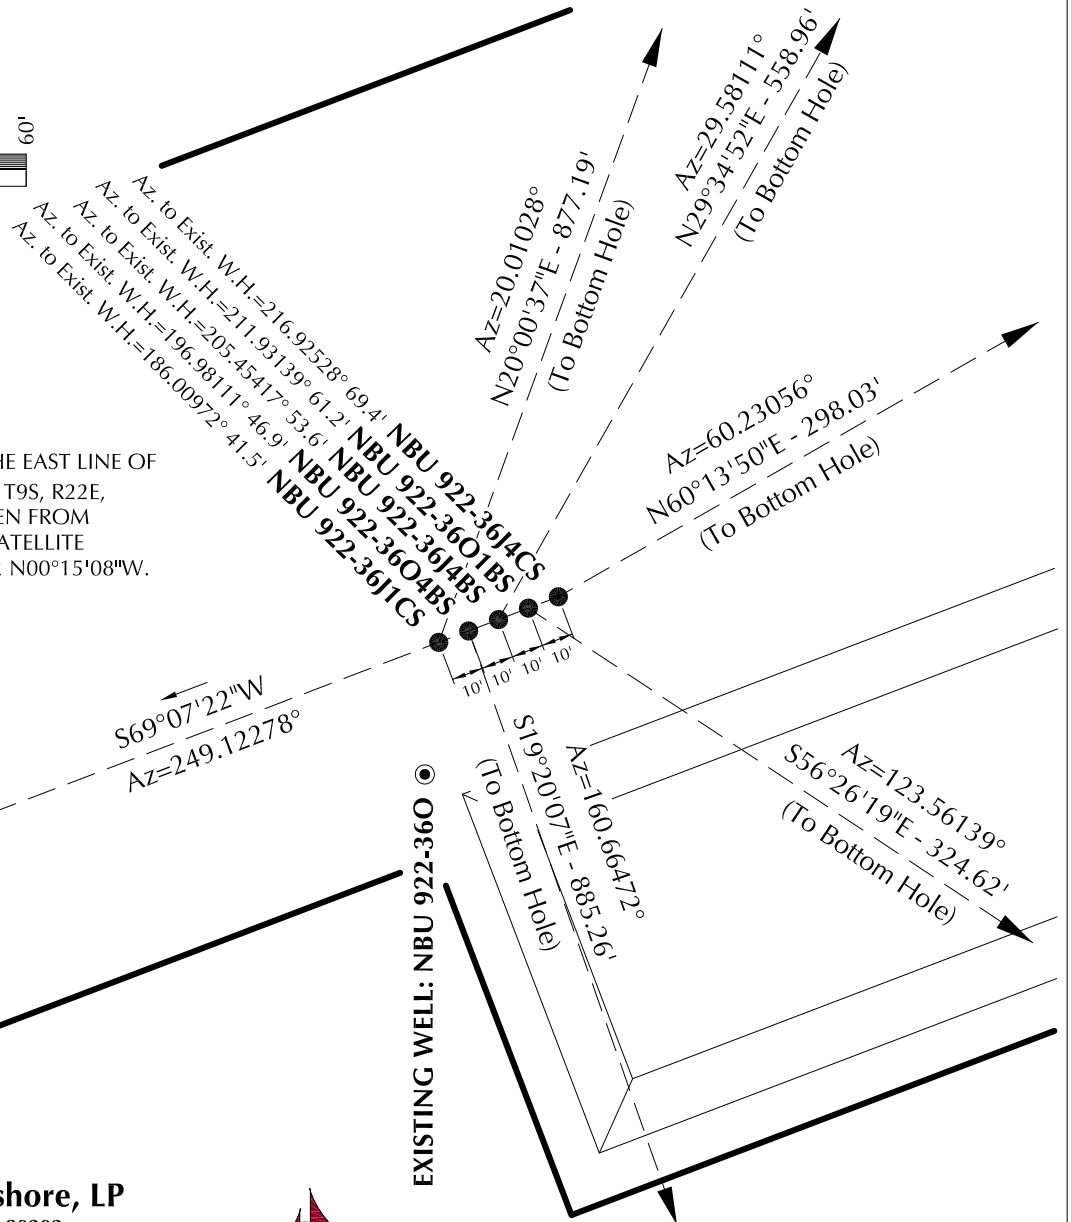 60'
Az. to Exist. W.H.=216.92528° 69.4'
Az. to Exist. W.H.=211.93139° 61.2'
Az. to Exist. W.H.=205.45417° 53.6'
Az. to Exist. W.H.=196.98111° 46.9'
Az. to Exist. W.H.=186.00972° 41.5'
NBU 922-36J4CS
NBU 922-36O1BS
NBU 922-36J4BS
NBU 922-36O4BS
NBU 922-36J1CS
Az=20.01028°
N20°00'37"E - 877.19'
(To Bottom Hole)
Az=29.58111°
N29°34'52"E - 558.96'
(To Bottom Hole)
Az=60.23056°
N60°13'50"E - 298.03'
(To Bottom Hole)
HE EAST LINE OF
T9S, R22E,
EN FROM
ATELLITE
N00°15'08"W.
10'
10'
10'
10'
S69°07'22"W
Az=249.12278°
Az=160.66472°
S19°20'07"E - 885.26'
(To Bottom Hole)
Az=123.56139°
S56°26'19"E - 324.62'
(To Bottom Hole)
EXISTING WELL: NBU 922-36O
shore, LP